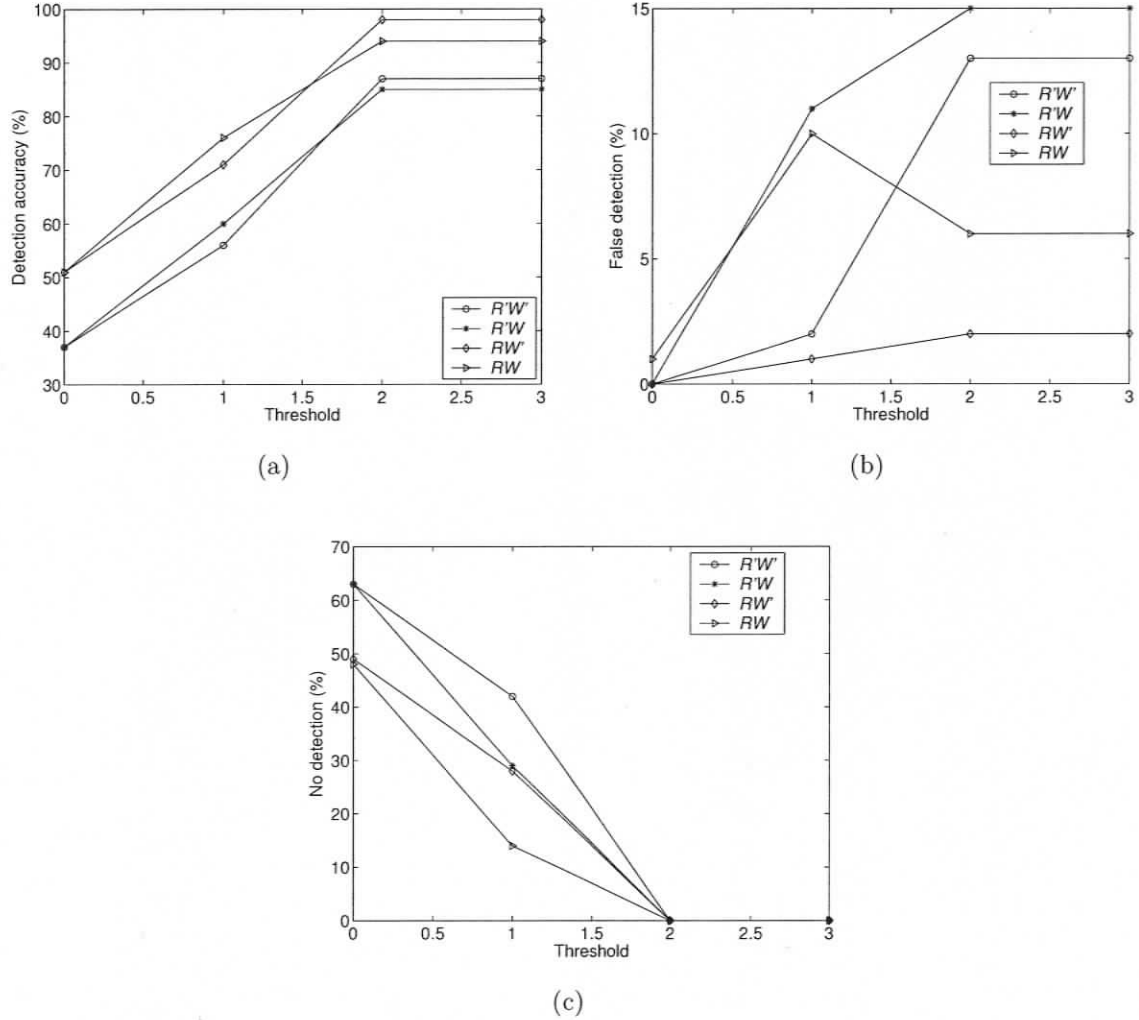 100
90
80
70
60
50
40
30
Detection accuracy (%)
0 0.5 1 1.5 2 2.5 3
Threshold
R'W'
R'W
RW'
RW
(a)
15
10
5
0
False detection (%)
0 0.5 1 1.5 2 2.5 3
Threshold
R'W'
R'W
RW'
RW
(b)
70
60
50
40
30
20
10
0
No detection (%)
0 0.5 1 1.5 2 2.5 3
Threshold
R'W'
R'W
RW'
RW
(c)